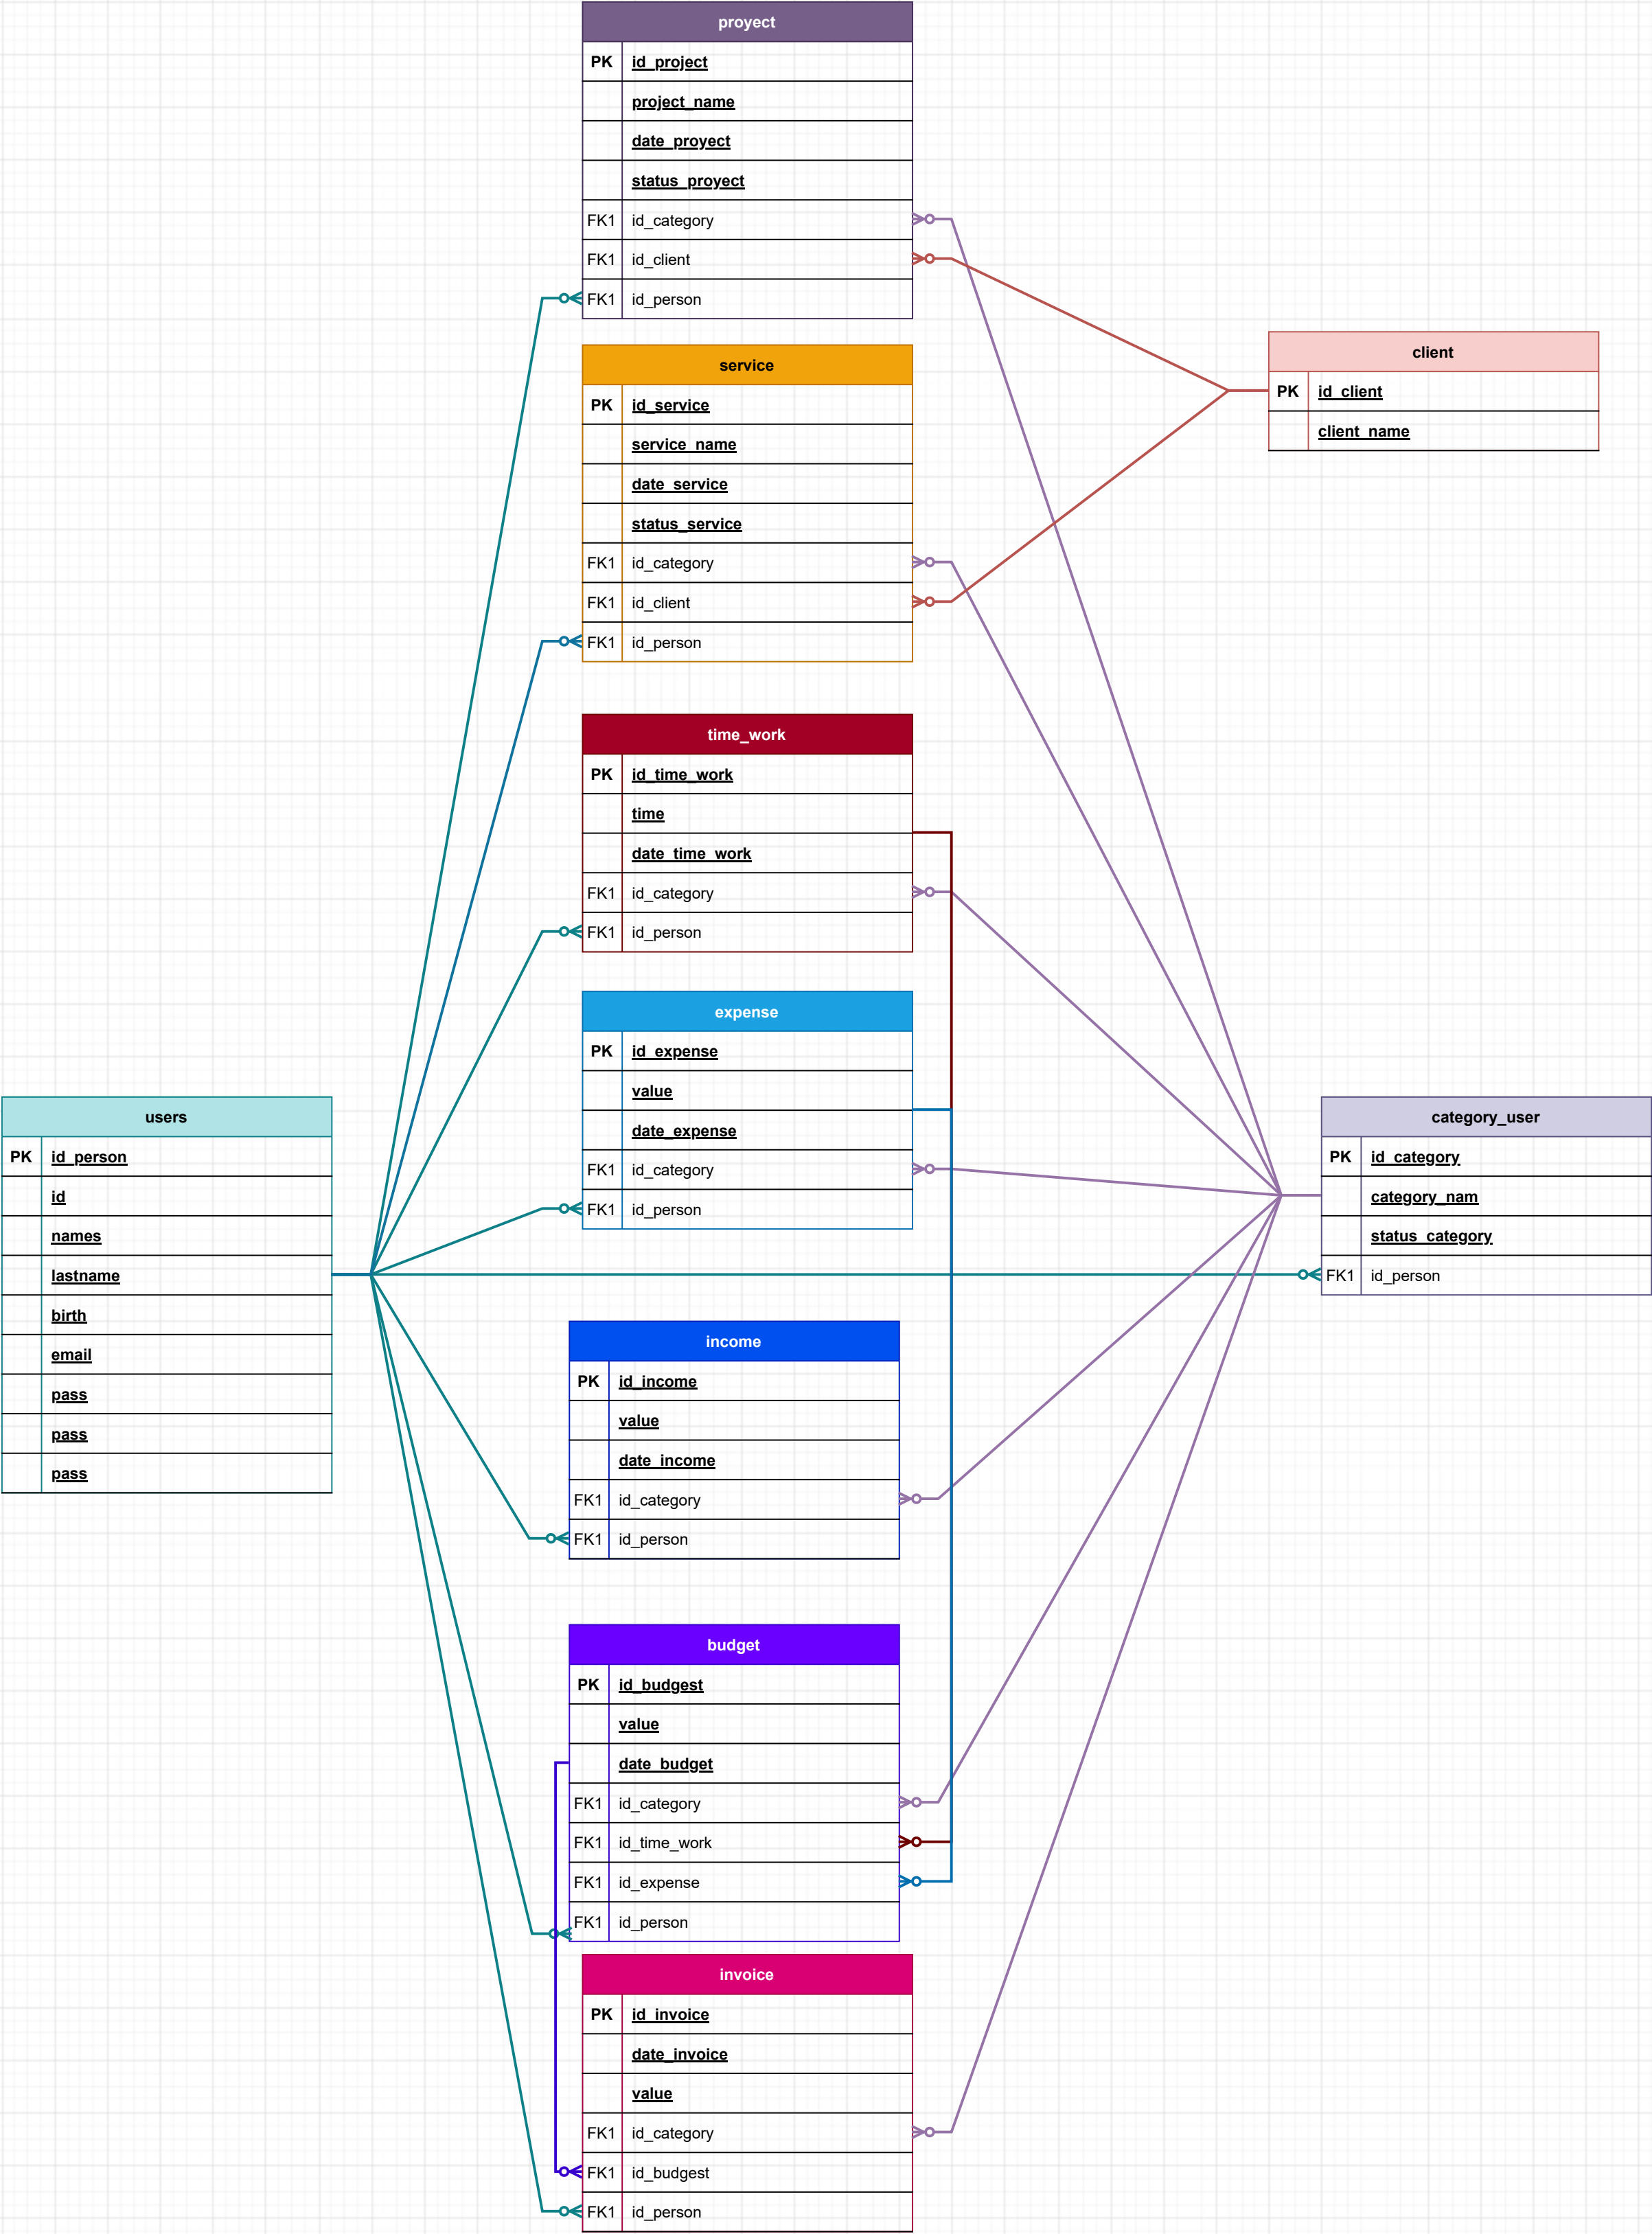 proyect
PK id_project
project_name
date_proyect
status_proyect
FK1 id_category
FK1 id_client
FK1 id_person
service
PK id_service
service_name
date_service
status_service
FK1 id_category
FK1 id_client
FK1 id_person
client
PK id_client
client_name
time_work
PK id_time_work
time
date_time_work
FK1 id_category
FK1 id_person
expense
PK id_expense
value
date_expense
FK1 id_category
FK1 id_person
users
PK id_person
id
names
lastname
birth
email
pass
pass
pass
category_user
PK id_category
category_nam
status_category
FK1 id_person
income
PK id_income
value
date_income
FK1 id_category
FK1 id_person
budget
PK id_budgest
value
date_budget
FK1 id_category
FK1 id_time_work
FK1 id_expense
FK1 id_person
invoice
PK id_invoice
date_invoice
value
FK1 id_category
FK1 id_budgest
FK1 id_person